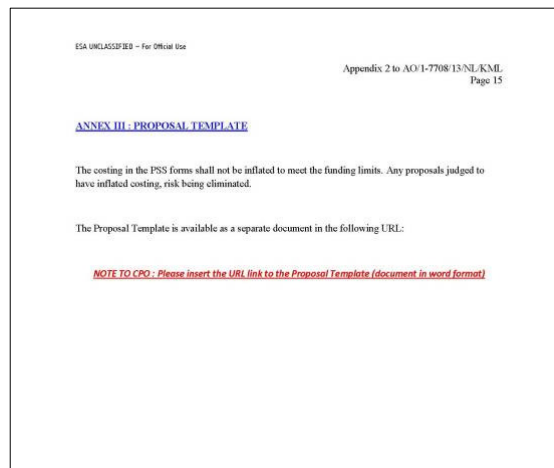 ESA UNCLASSIFIED – For Official Use
Appendix 2 to AO/1-7708/13/NL/KML
Page 15
ANNEX III : PROPOSAL TEMPLATE
The costing in the PSS forms shall not be inflated to meet the funding limits. Any proposals judged to
have inflated costing, risk being eliminated.
The Proposal Template is available as a separate document in the following URL:
NOTE TO CPO : Please insert the URL link to the Proposal Template (document in word format)